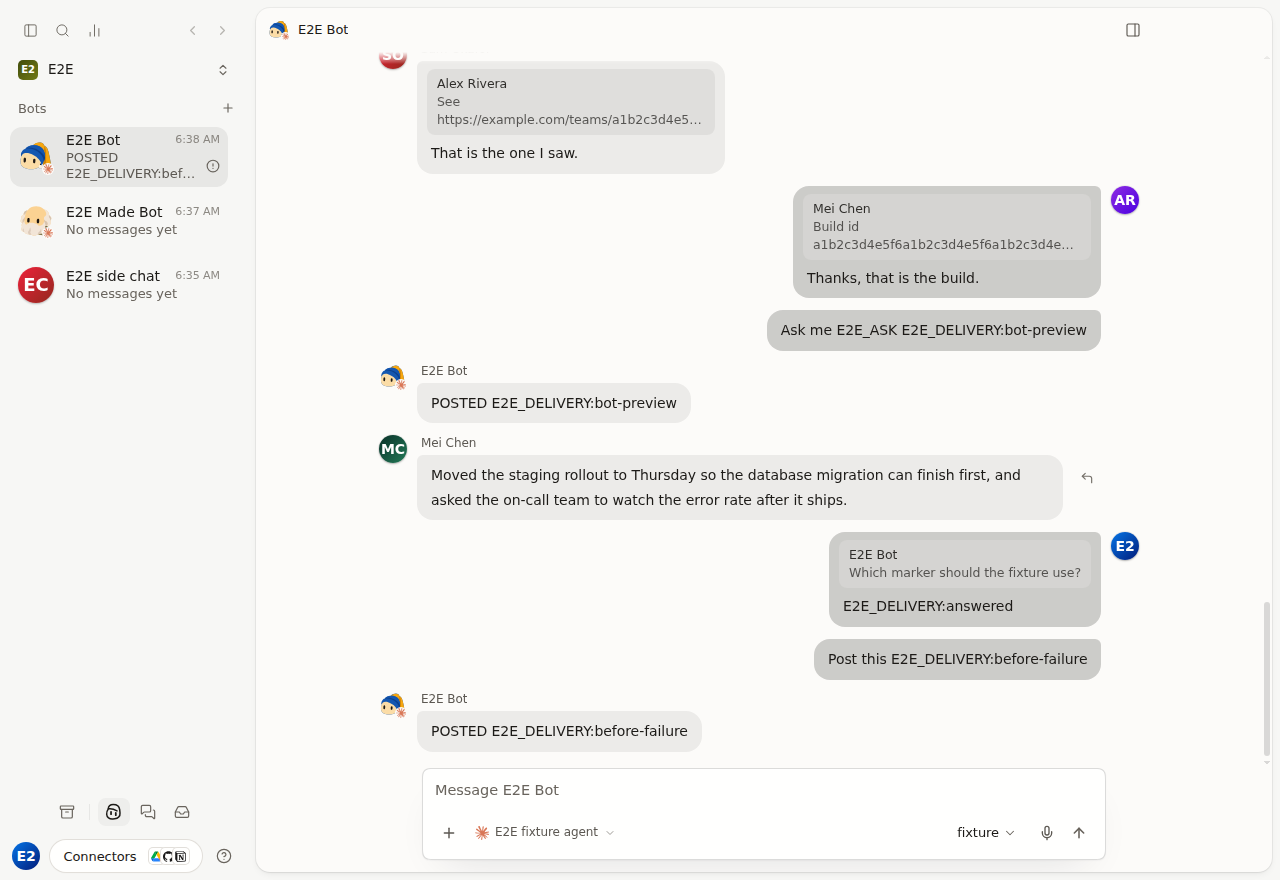 E2 E2E
Bots
E2E Bot 6:38 AM
POSTED
E2E_DELIVERY:bef…
E2E Made Bot 6:37 AM
No messages yet
EC E2E side chat 6:35 AM
No messages yet
E2 Connectors
E2E Bot
SO
Alex Rivera
See
https://example.com/teams/a1b2c3d4e5…
That is the one I saw.
AR
Mei Chen
Build id
a1b2c3d4e5f6a1b2c3d4e5f6a1b2c3d4e…
Thanks, that is the build.
Ask me E2E_ASK E2E_DELIVERY:bot-preview
E2E Bot
POSTED E2E_DELIVERY:bot-preview
MC Mei Chen
Moved the staging rollout to Thursday so the database migration can finish first, and
asked the on-call team to watch the error rate after it ships.
E2
E2E Bot
Which marker should the fixture use?
E2E_DELIVERY:answered
Post this E2E_DELIVERY:before-failure
E2E Bot
POSTED E2E_DELIVERY:before-failure
Message E2E Bot
E2E fixture agent fixture